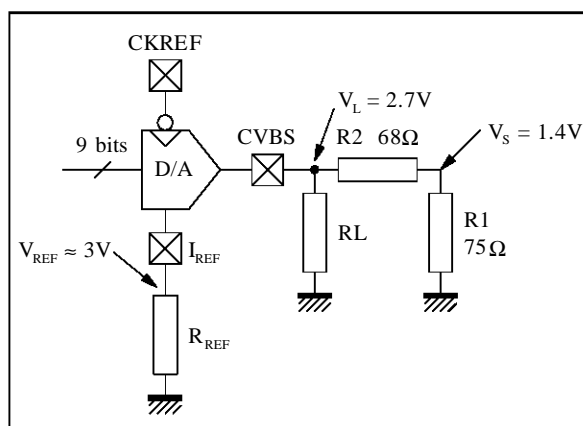 CKREF
V_L = 2.7V
CVBS
R2 68Ω
V_S = 1.4V
9 bits
D/A
RL
R1
75Ω
V_REF ≈ 3V
I_REF
R_REF